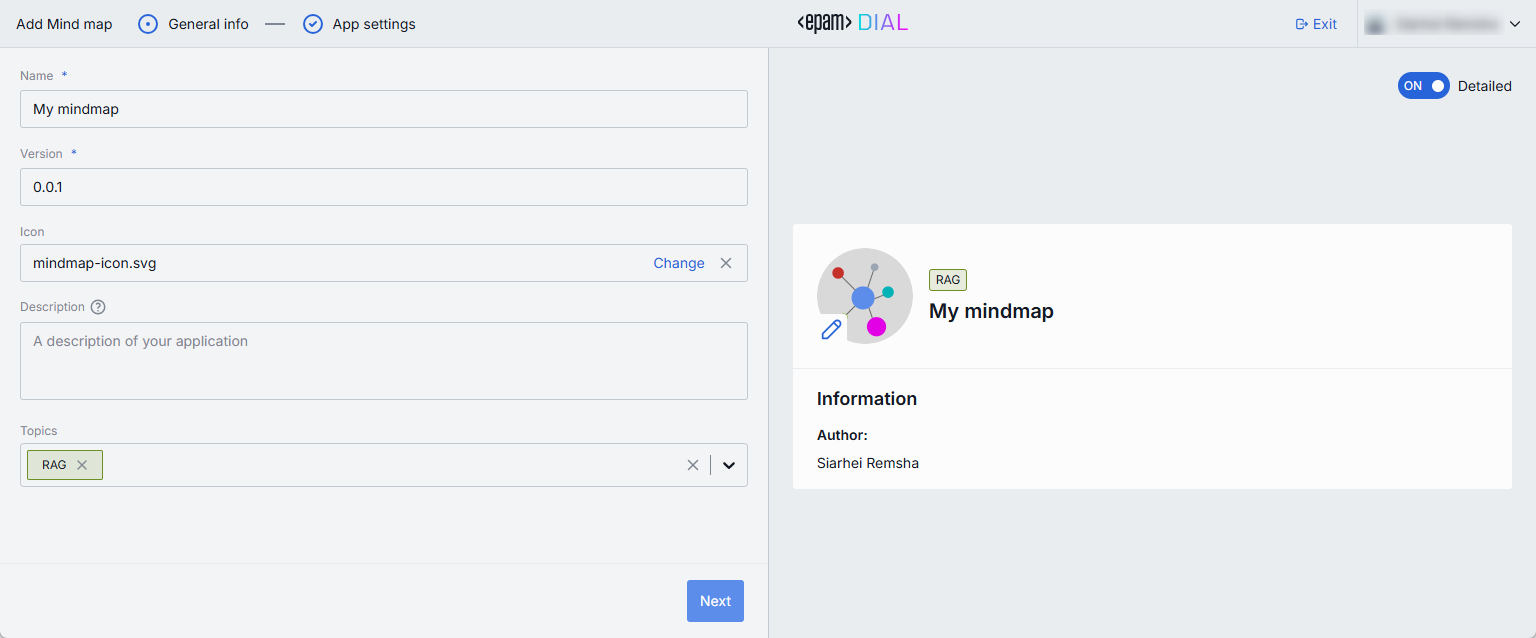 Add Mind map General info App settings <epam> DIAL Exit
Name *
My mindmap
Version *
0.0.1
Icon
mindmap-icon.svg Change
Description ?
A description of your application
Topics
RAG
Next
ON Detailed
RAG
My mindmap
Information
Author:
Siarhei Remsha